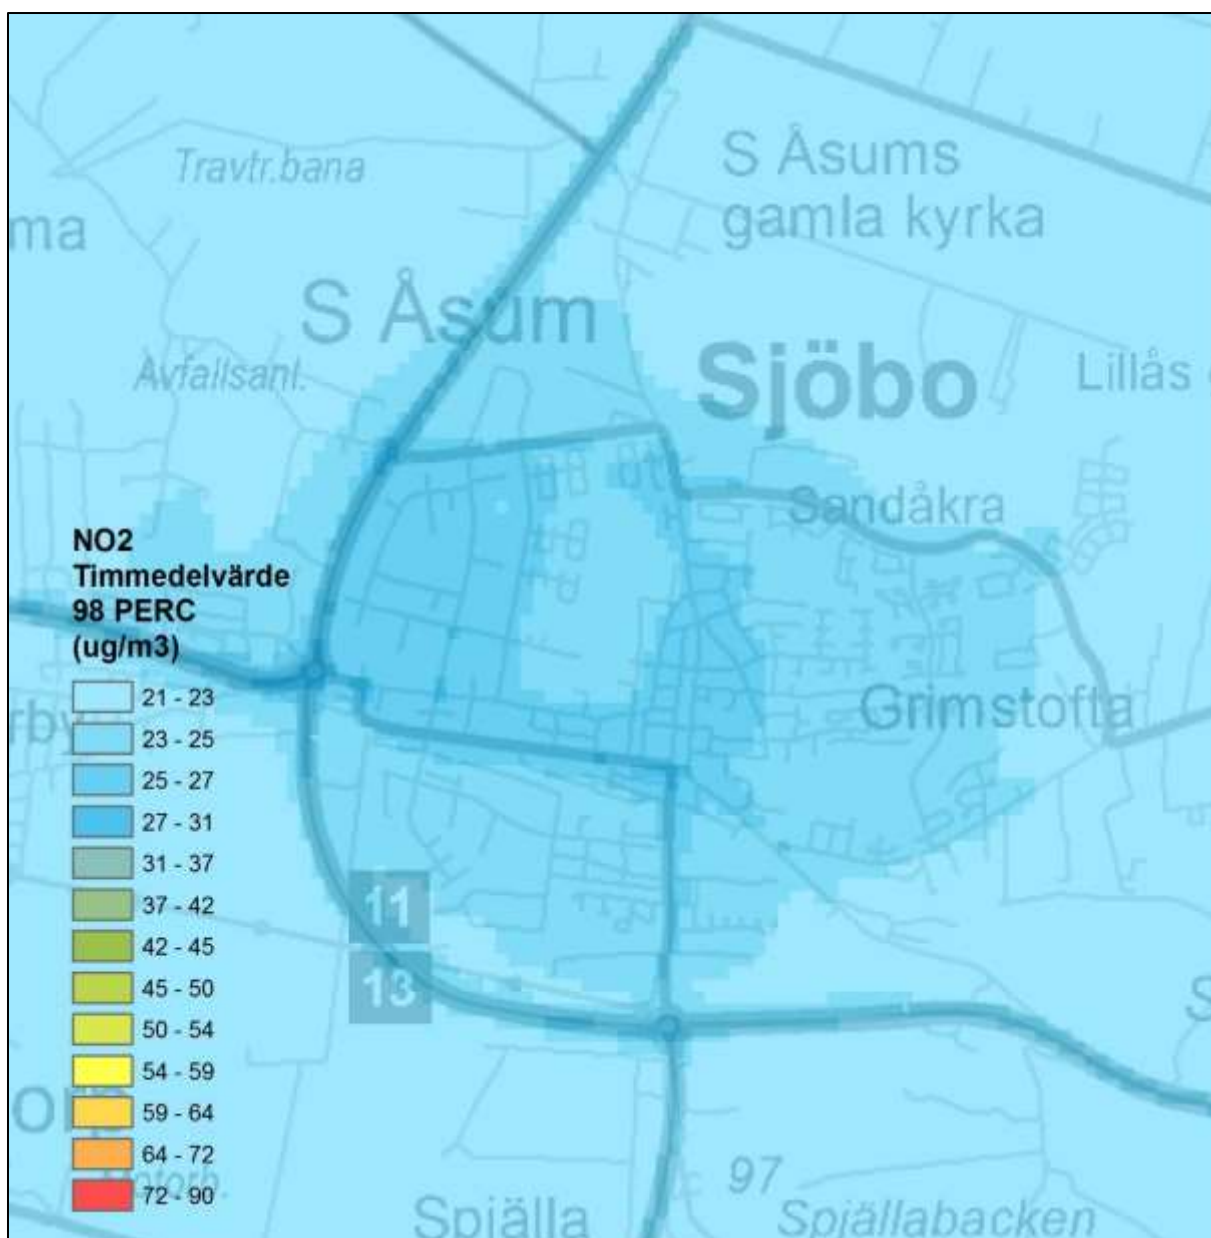 Travtr.bana
S Åsums
gamla kyrka
ma
S Åsum
Sjöbo
Avfallsanl.
Lillås
Sandåkra
NO2
Timmedelvärde
98 PERC
(ug/m3)
21 - 23
23 - 25
25 - 27
27 - 31
31 - 37
37 - 42
42 - 45
45 - 50
50 - 54
54 - 59
59 - 64
64 - 72
72 - 90
rby
Grimstofta
11
13
S
orp
97
Spjälla
Spjällabacken